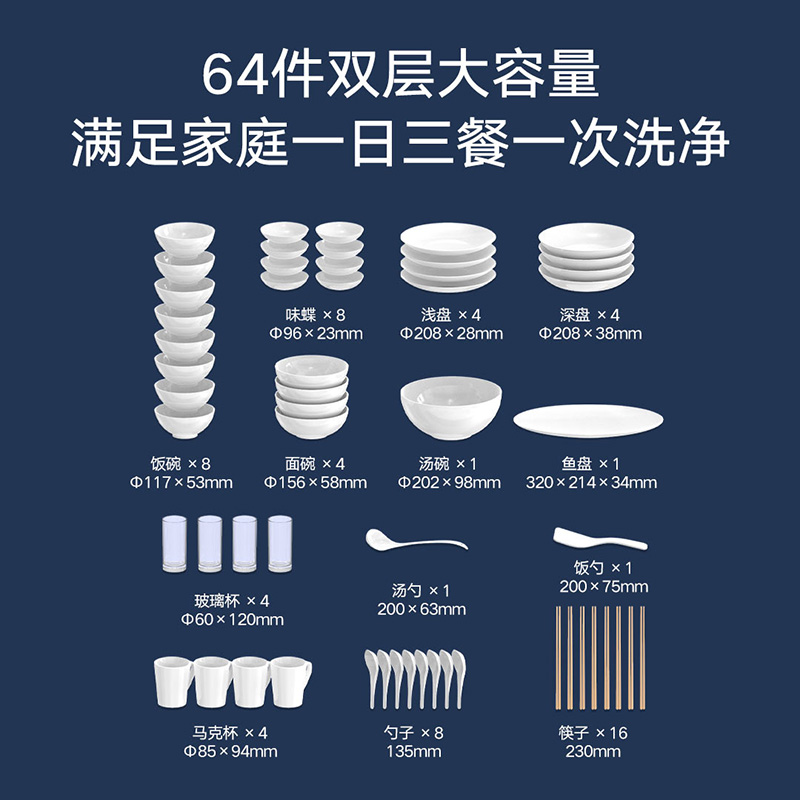 64件双层大容量
满足家庭一日三餐一次洗净
味蝶 × 8
Φ96×23mm
浅盘 × 4
Φ208×28mm
深盘 × 4
Φ208×38mm
饭碗 × 8
Φ117×53mm
面碗 × 4
Φ156×58mm
汤碗 × 1
Φ202×98mm
鱼盘 × 1
320×214×34mm
玻璃杯 × 4
Φ60×120mm
汤勺 × 1
200×63mm
饭勺 × 1
200×75mm
马克杯 × 4
Φ85×94mm
勺子 × 8
135mm
筷子 ×16
230mm